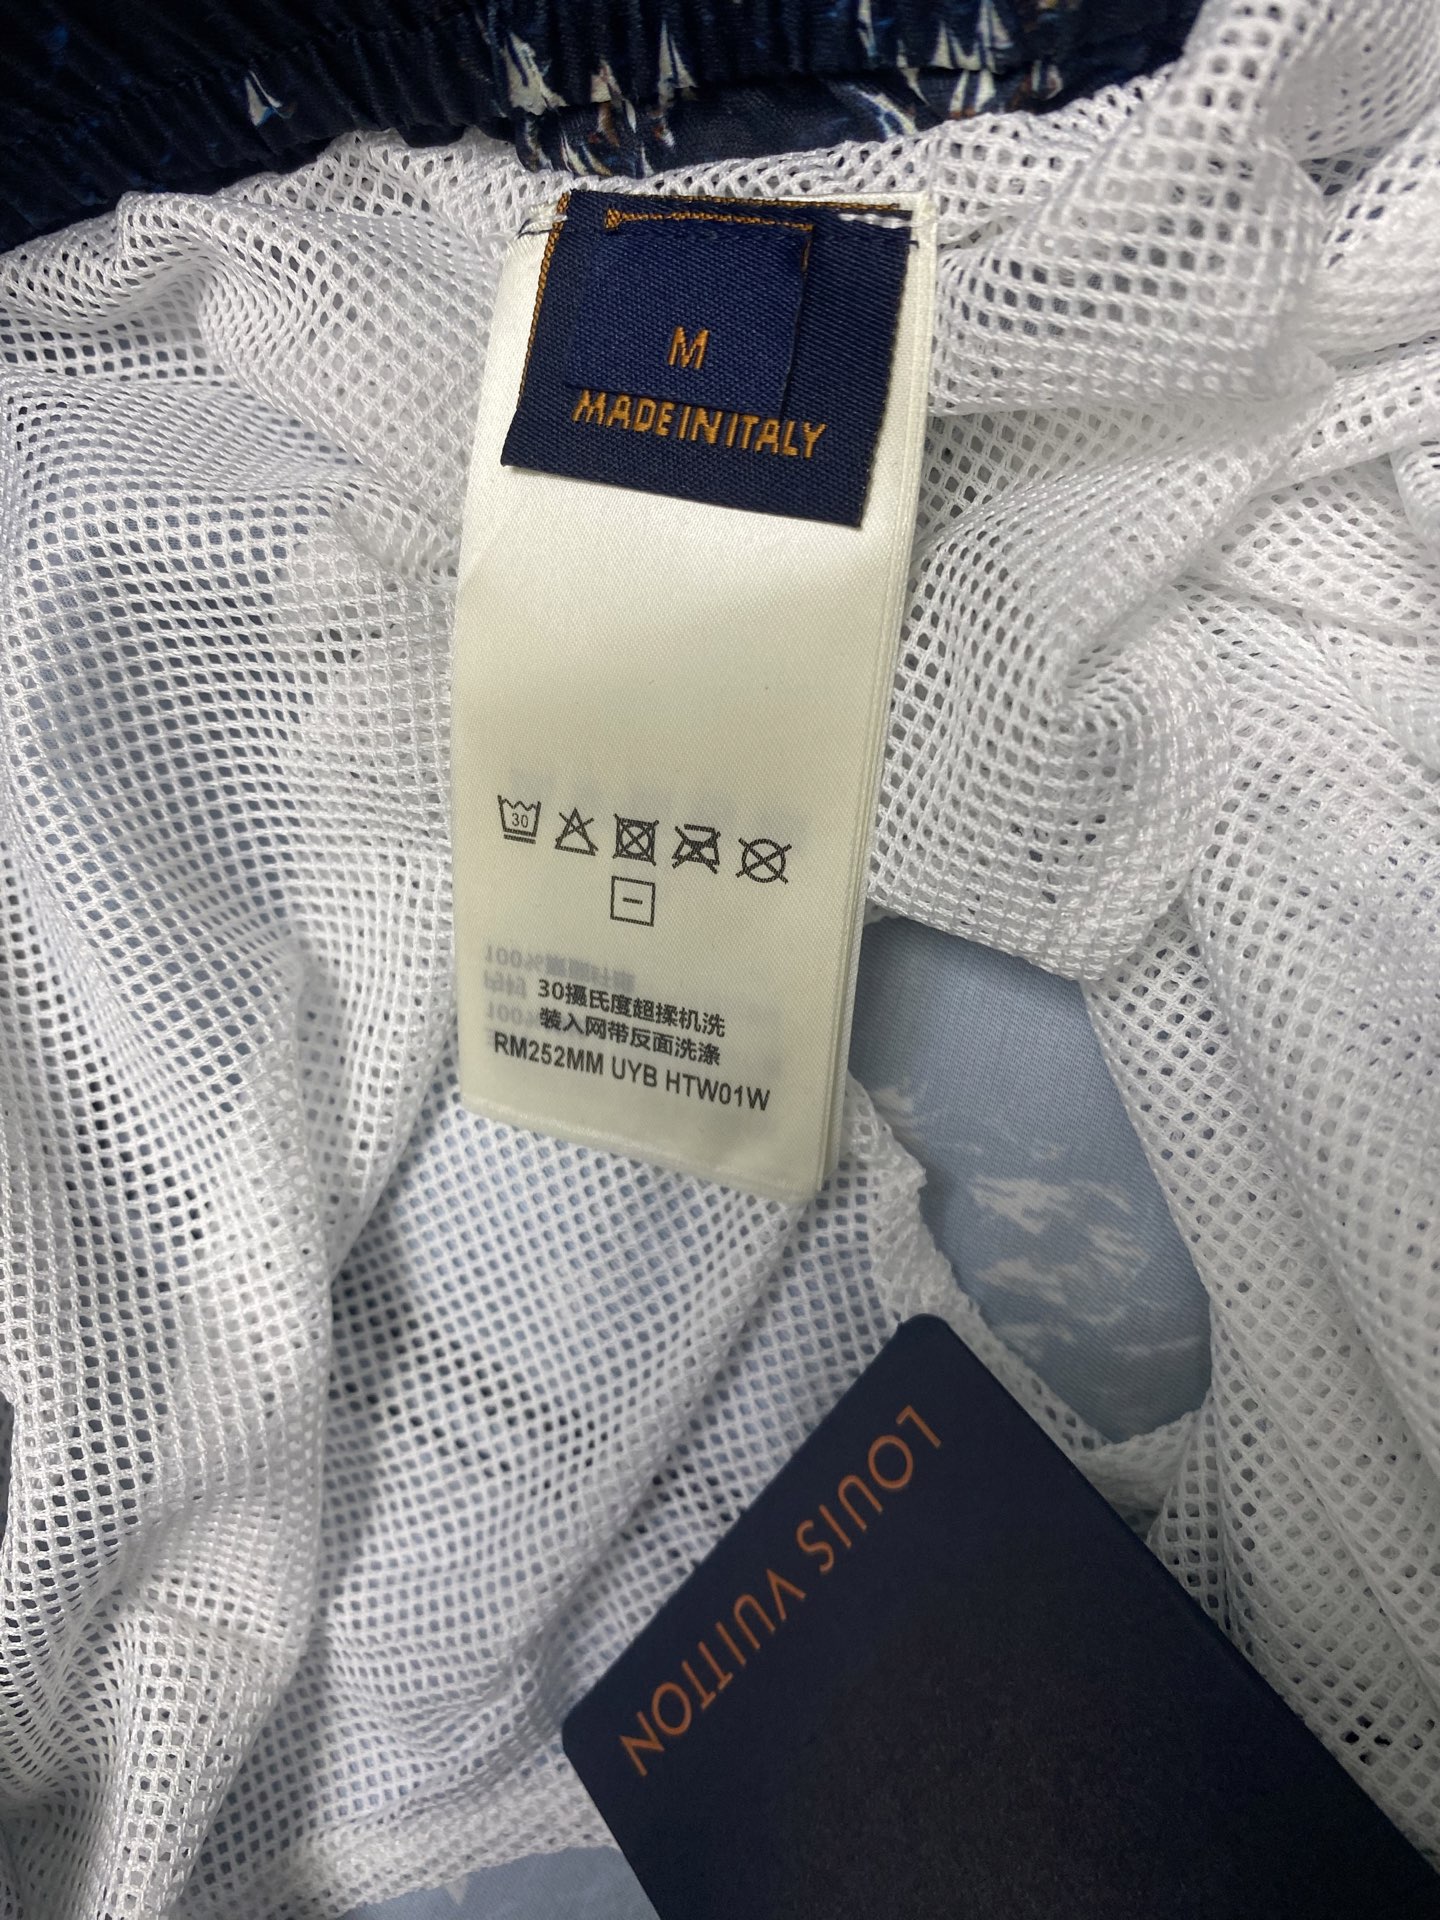 M
MADE IN ITALY
30
30摄氏度超揉机洗
装入网带反面洗涤
RM252MM UYB HTW01W
LOUIS VUITTON